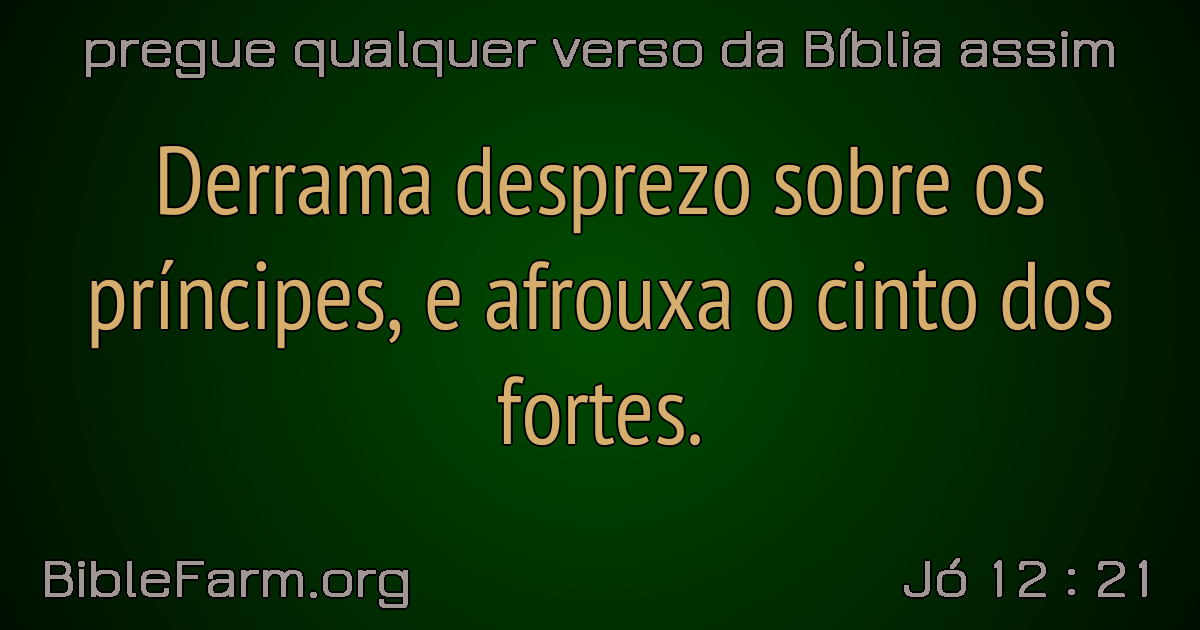 pregue qualquer verso da Bíblia assim
Derrama desprezo sobre os
príncipes, e afrouxa o cinto dos
fortes.
BibleFarm.org
Jó 12 : 21